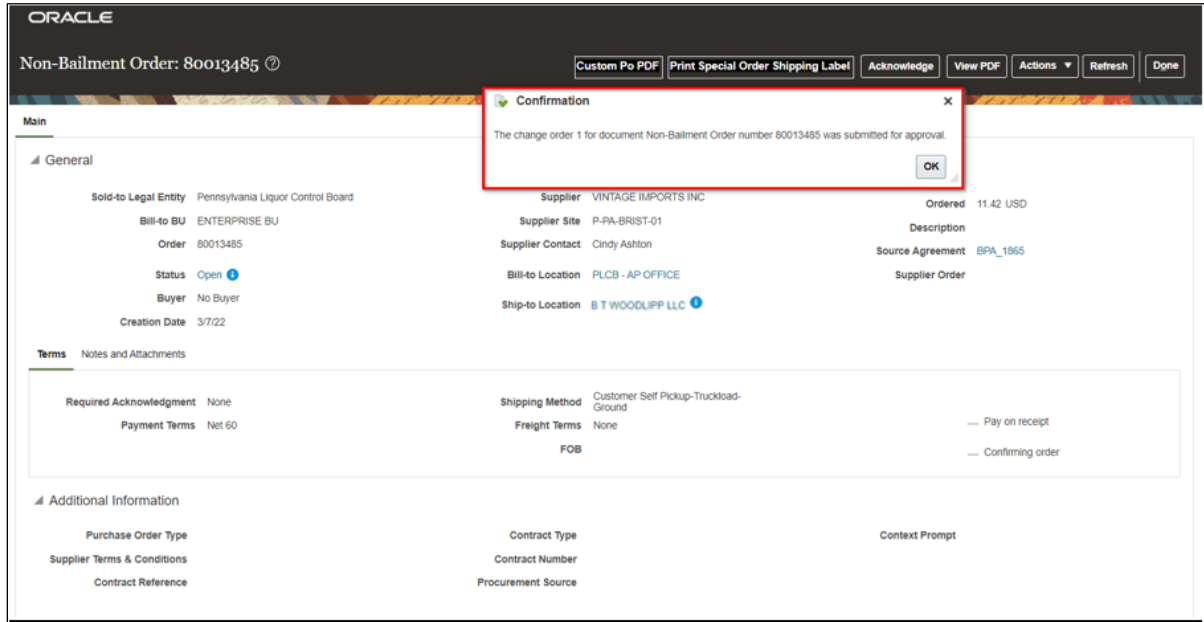 ORACLE
Non-Bailment Order: 80013485
Custom Po PDF Print Special Order Shipping Label Acknowledge View PDF Actions Refresh Done
Confirmation
The change order 1 for document Non-Bailment Order number 80013485 was submitted for approval.
OK
Main
General
Sold-to Legal Entity Pennsylvania Liquor Control Board
Bill-to BU ENTERPRISE BU
Order 80013485
Status Open
Buyer No Buyer
Creation Date 3/7/22
Supplier VINTAGE IMPORTS INC
Supplier Site P-PA-BRIST-01
Supplier Contact Cindy Ashton
Bill-to Location PLCB - AP OFFICE
Ship-to Location B T WOODLIPP LLC
Ordered 11.42 USD
Description
Source Agreement BPA_1865
Supplier Order
Terms Notes and Attachments
Required Acknowledgment None
Payment Terms Net 60
Shipping Method Customer Self Pickup-Truckload-
Ground
Freight Terms None
FOB
Pay on receipt
Confirming order
Additional Information
Purchase Order Type
Supplier Terms & Conditions
Contract Reference
Contract Type
Contract Number
Procurement Source
Context Prompt